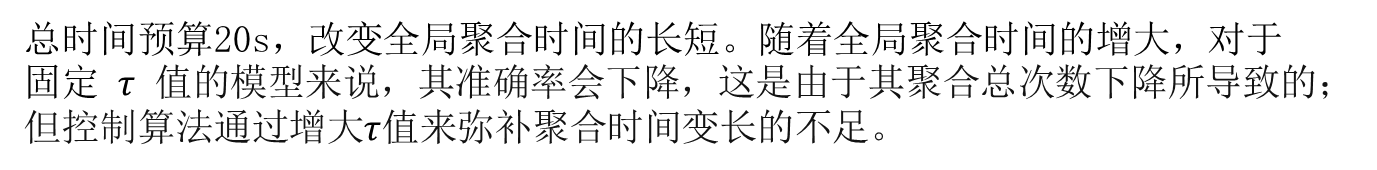 总时间预算20s，改变全局聚合时间的长短。随着全局聚合时间的增大，对于
固定 τ 值的模型来说，其准确率会下降，这是由于其聚合总次数下降所导致的；
但控制算法通过增大τ值来弥补聚合时间变长的不足。